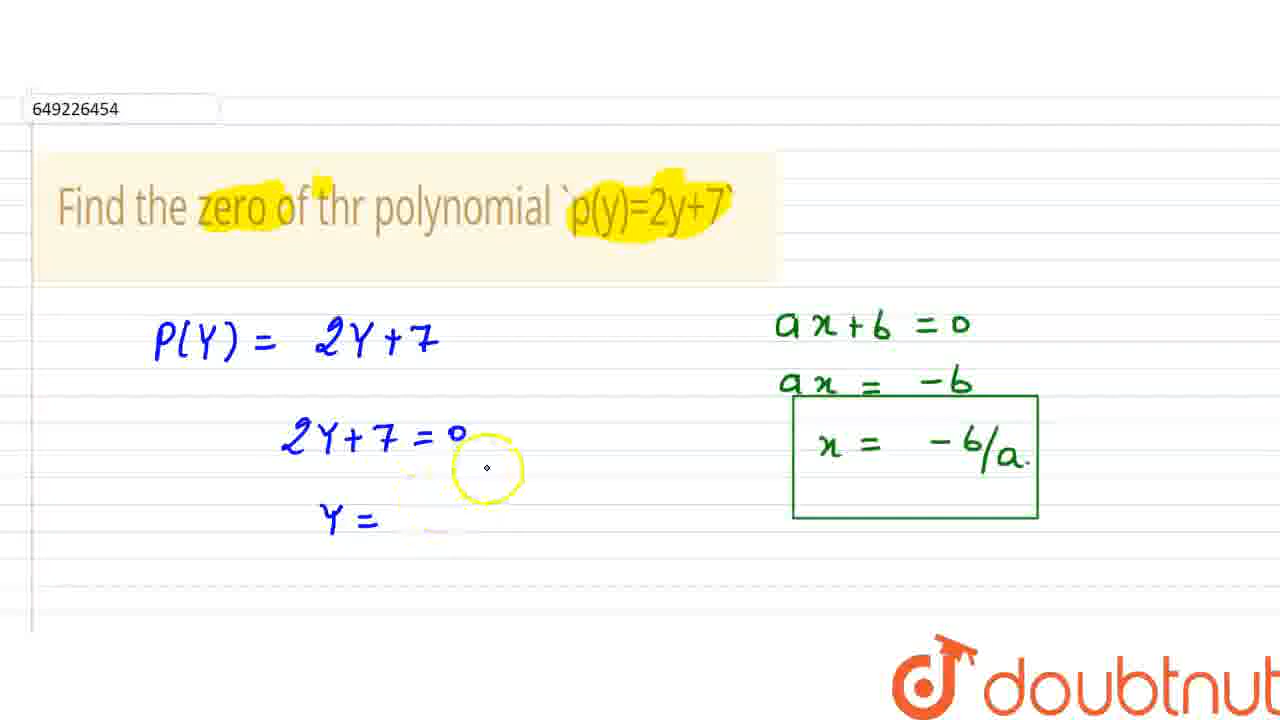 649226454
Find the zero of thr polynomial `p(y)=2y+7`
P(Y) = 2Y+7
2Y+7=0
Y=
ax+b=0
ax = -b
x = -b/a.
doubtnut